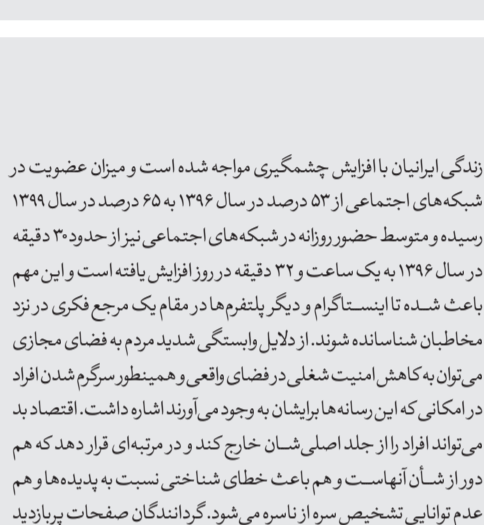 زندگی ایرانیان با افزایش چشمگیری مواجه شده است و میزان عضویت در
شبکه‌های اجتماعی از ۵۳ درصد در سال ۱۳۹۶ به ۶۵ درصد در سال ۱۳۹۹
رسیده و متوسط حضور روزانه در شبکه‌های اجتماعی نیز از حدود ۳۰ دقیقه
در سال ۱۳۹۶ به یک ساعت و ۳۲ دقیقه در روز افزایش یافته است و این مهم
باعث شده تا اینستاگرام و دیگر پلتفرم‌ها در مقام یک مرجع فکری در نزد
مخاطبان شناسانده شوند. از دلایل وابستگی شدید مردم به فضای مجازی
می‌توان به کاهش امنیت شغلی در فضای واقعی و همینطور سرگرم شدن افراد
در امکانی که این رسانه‌ها برایشان به وجود می‌آورند اشاره داشت. اقتصاد بد
می‌تواند افراد را از جلد اصلی‌شان خارج کند و در مرتبه‌ای قرار دهد که هم
دور از شأن آنهاست و هم باعث خطای شناختی نسبت به پدیده‌ها و هم
عدم توانایی تشخیص سره از ناسره می‌شود. گردانندگان صفحات پربازدید